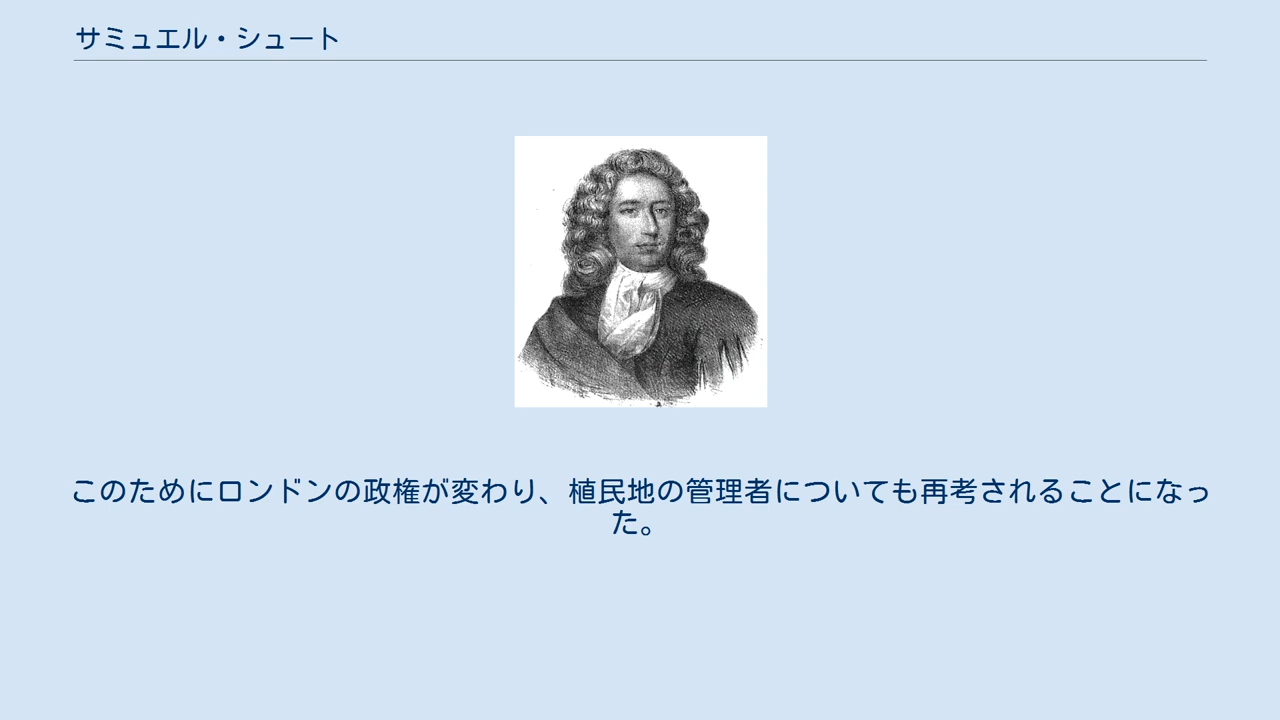 サミュエル・シュート
このためにロンドンの政権が変わり、植民地の管理者についても再考されることになっ
た。